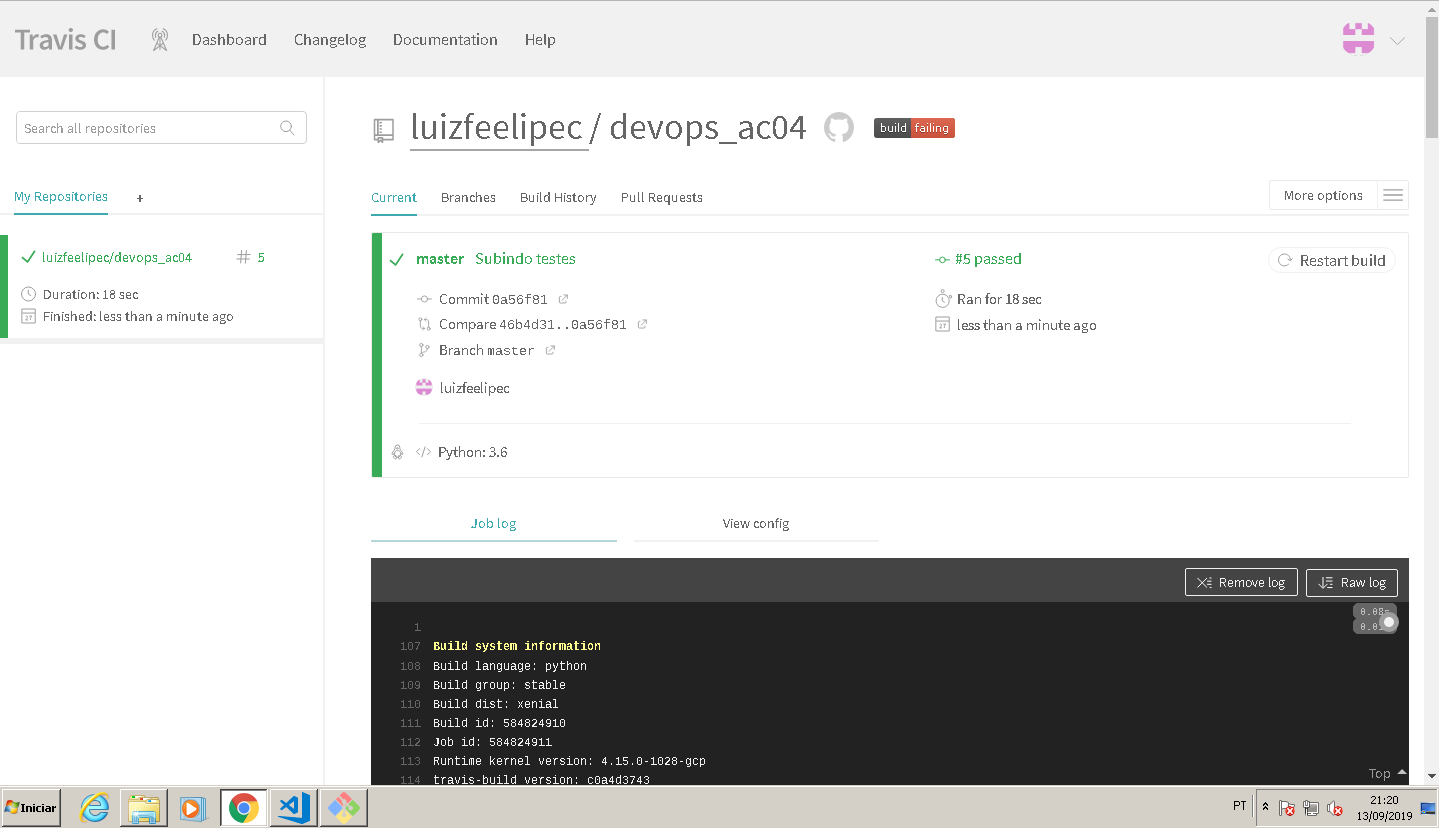 Travis CI Dashboard Changelog Documentation Help
Search all repositories
My Repositories +
luizfeelipec/devops_ac04 # 5
Duration: 18 sec
Finished: less than a minute ago
luizfeelipec / devops_ac04 build failing
Current Branches Build History Pull Requests More options
master Subindo testes #5 passed Restart build
Commit 0a56f81 Ran for 18 sec
Compare 46b4d31..0a56f81 less than a minute ago
Branch master
luizfeelipec
Python: 3.6
Job log View config
Remove log Raw log
1
107 Build system information
108 Build language: python
109 Build group: stable
110 Build dist: xenial
111 Build id: 584824910
112 Job id: 584824911
113 Runtime kernel version: 4.15.0-1028-gcp
114 travis-build version: c0a4d3743
Top
Iniciar PT 21:20
13/09/2019